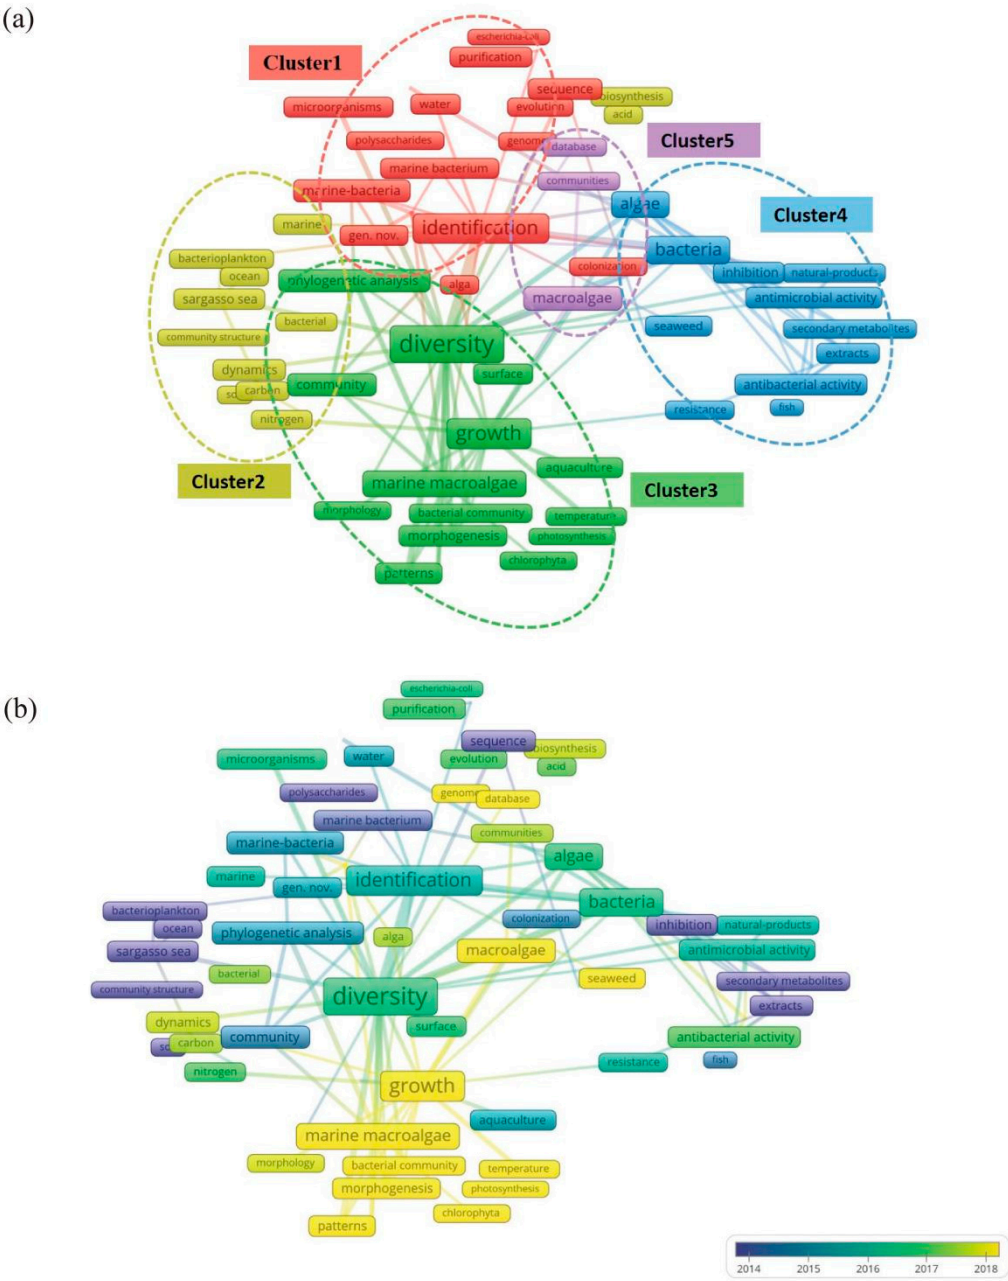 (a)
escherichia-coli
Cluster1
purification
sequence
biosynthesis
microorganisms
water
evolution
acid
polysaccharides
genome
database
Cluster5
marine bacterium
communities
marine-bacteria
algae
Cluster4
marine
gen. nov.
identification
bacteria
bacterioplankton
colonization
inhibition
natural-products
ocean
phylogenetic analysis
alga
sargasso sea
macroalgae
antimicrobial activity
bacterial
seaweed
secondary metabolites
community structure
diversity
extracts
dynamics
surface
community
antibacterial activity
carbon
resistance
fish
nitrogen
growth
aquaculture
Cluster2
marine macroalgae
Cluster3
morphology
bacterial community
temperature
morphogenesis
photosynthesis
chlorophyta
patterns
(b)
escherichia-coli
purification
sequence
biosynthesis
microorganisms
water
evolution
acid
polysaccharides
genome
database
marine bacterium
communities
marine-bacteria
algae
marine
gen. nov.
identification
bacteria
bacterioplankton
colonization
inhibition
natural-products
ocean
phylogenetic analysis
alga
sargasso sea
macroalgae
antimicrobial activity
bacterial
seaweed
secondary metabolites
community structure
diversity
extracts
dynamics
surface
community
antibacterial activity
carbon
resistance
fish
nitrogen
growth
aquaculture
marine macroalgae
morphology
bacterial community
temperature
morphogenesis
photosynthesis
chlorophyta
patterns
2014 2015 2016 2017 2018